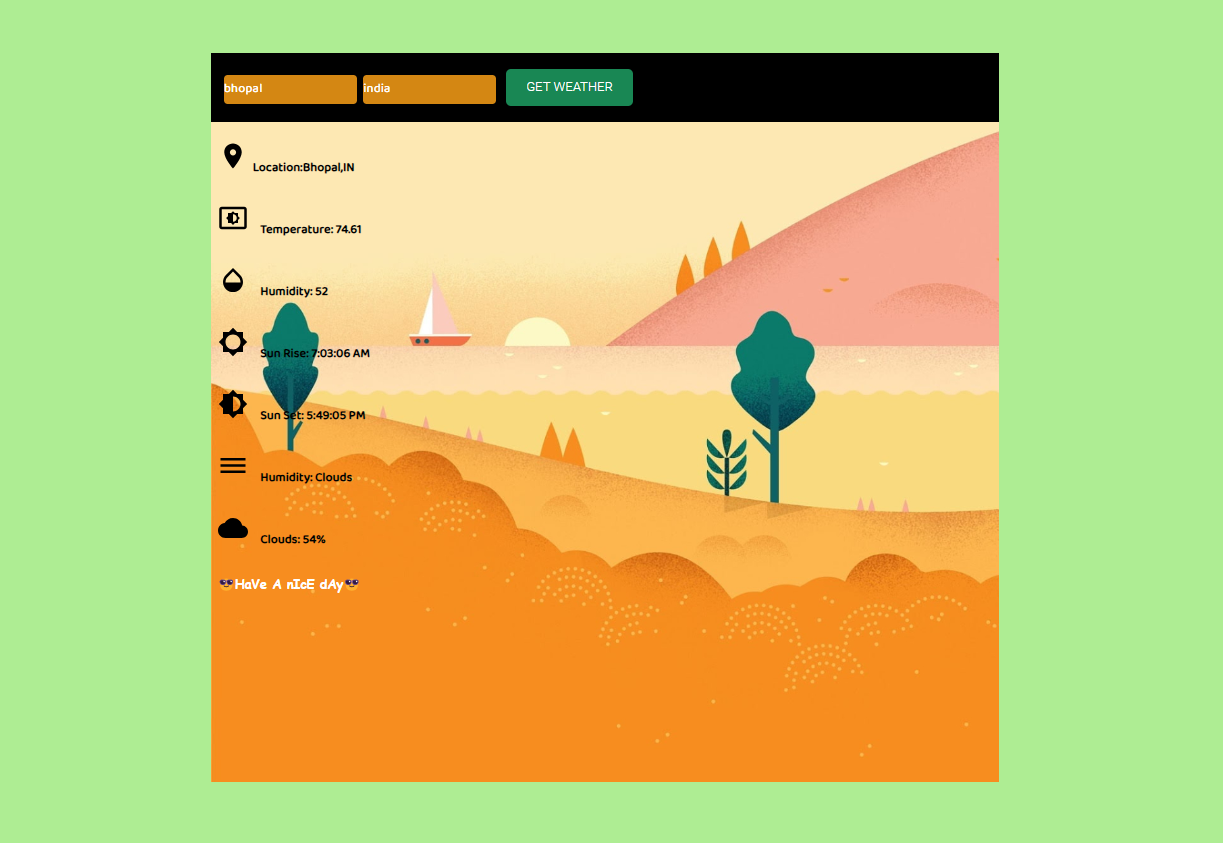 bhopal india GET WEATHER
Location:Bhopal,IN
Temperature: 74.61
Humidity: 52
Sun Rise: 7:03:06 AM
Sun Set: 5:49:05 PM
Humidity: Clouds
Clouds: 54%
😎HaVe A nIcE dAy😎